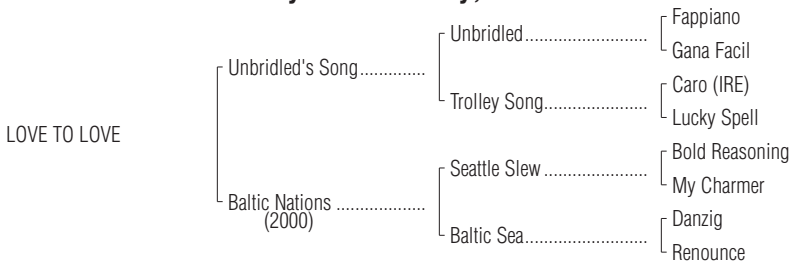 Fappiano
Unbridled
Gana Facil
Unbridled's Song
Caro (IRE)
Trolley Song
Lucky Spell
LOVE TO LOVE
Bold Reasoning
Seattle Slew
My Charmer
Baltic Nations
(2000)
Danzig
Baltic Sea
Renounce